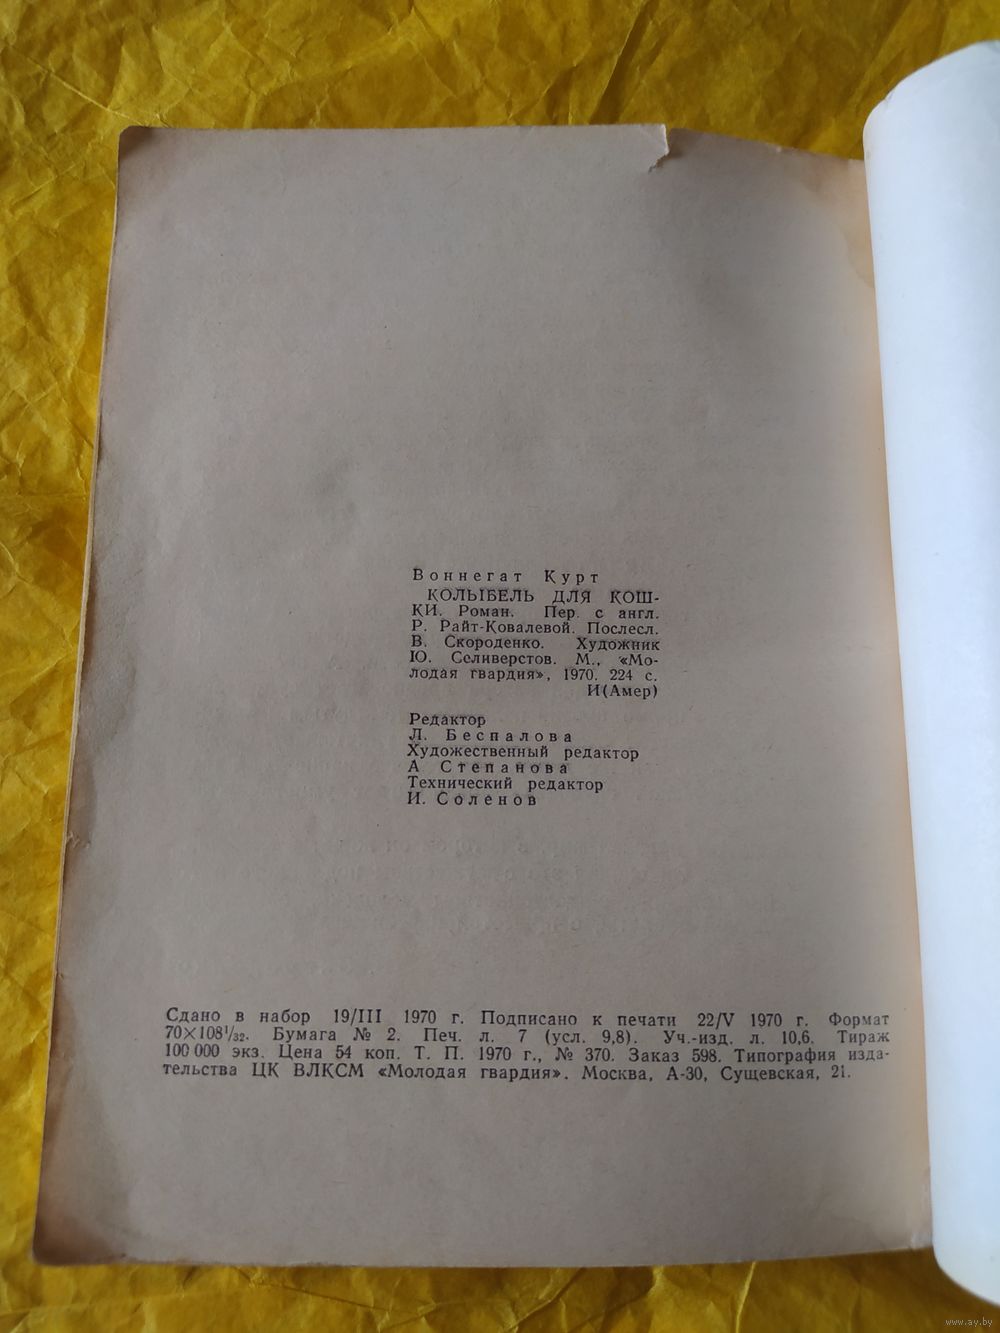 Воннегат Курт
КОЛЫБЕЛЬ ДЛЯ КОШ-
КИ. Роман. Пер. с англ.
Р. Райт-Ковалевой. Послесл.
В. Скороденко. Художник
Ю. Селиверстов. М., «Мо-
лодая гвардия», 1970. 224 с.
И(Амер)
Редактор
Л. Беспалова
Художественный редактор
А Степанова
Технический редактор
И. Соленов
Сдано в набор 19/III 1970 г. Подписано к печати 22/V 1970 г. Формат
70×108¹/₃₂. Бумага № 2. Печ. л. 7 (усл. 9,8). Уч.-изд. л. 10,6. Тираж
100 000 экз. Цена 54 коп. Т. П. 1970 г., № 370. Заказ 598. Типография изда-
тельства ЦК ВЛКСМ «Молодая гвардия». Москва, А-30, Сущевская, 21.
www.ay.by